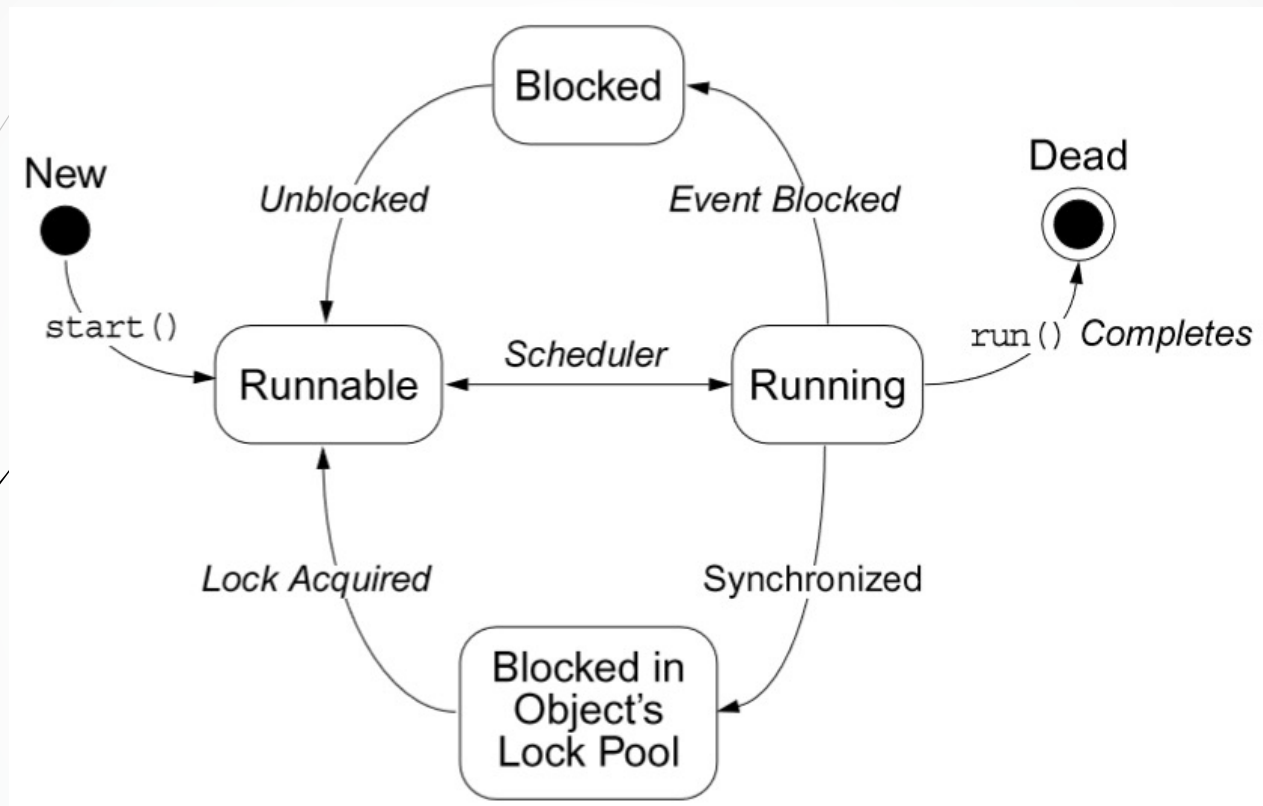 Blocked
Dead
New
Unblocked
Event Blocked
start()
run() Completes
Scheduler
Runnable
Running
Lock Acquired
Synchronized
Blocked in
Object’s
Lock Pool